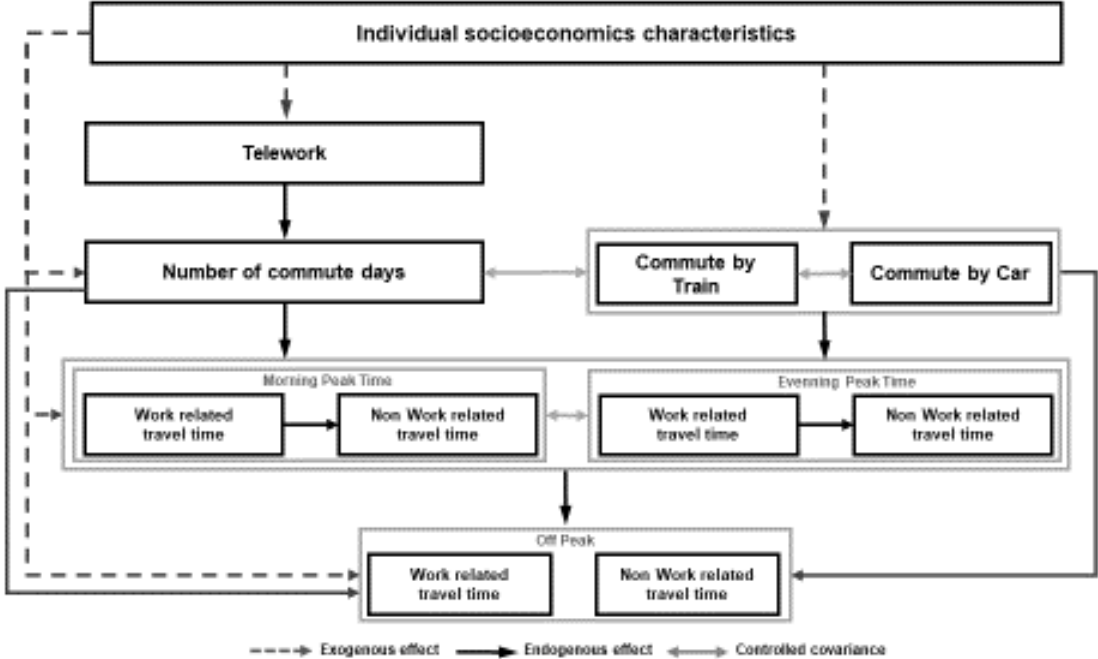 Individual socioeconomics characteristics
Telework
Number of commute days
Commute by
Train
Commute by Car
Morning Peak Time
Evenning Peak Time
Work related
travel time
Non Work related
travel time
Work related
travel time
Non Work related
travel time
Off Peak
Work related
travel time
Non Work related
travel time
Exogenous effect
Endogenous effect
Controlled covariance